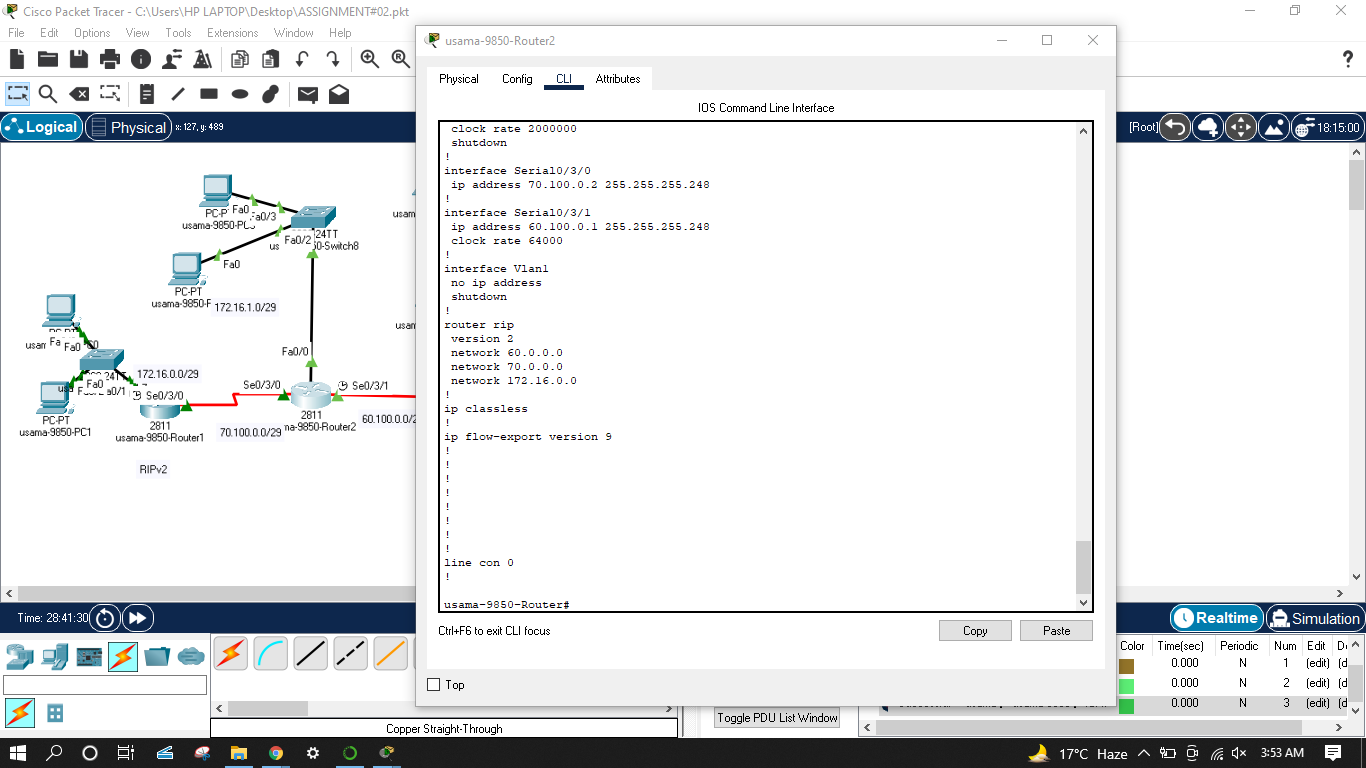 Cisco Packet Tracer - C:\Users\HP LAPTOP\Desktop\ASSIGNMENT#02.pkt
File Edit Options View Tools Extensions Window Help
Logical
Physical
x: 127, y: 489
[Root]
18:15:00
PC-P
Fa0
Fa0/3
usama-9850-PC
24TT
Fa0/2
50-Switch8
Fa0
PC-PT
usama-9850-P
172.16.1.0/29
Fa0
172.16.0.0/29
Fa0
Se0/3/0
PC-PT
usama-9850-PC1
2811
usama-9850-Router1
70.100.0.0/29
RIPv2
Fa0/0
Se0/3/0
Se0/3/1
2811
9850-Router2
60.100.0.0/2
usama-9850-Router2
Physical Config CLI Attributes
IOS Command Line Interface
clock rate 2000000
shutdown
!
interface Serial0/3/0
ip address 70.100.0.2 255.255.255.248
!
interface Serial0/3/1
ip address 60.100.0.1 255.255.255.248
clock rate 64000
!
interface Vlan1
no ip address
shutdown
!
router rip
version 2
network 60.0.0.0
network 70.0.0.0
network 172.16.0.0
!
ip classless
!
ip flow-export version 9
!
!
!
!
!
!
!
!
line con 0
!
usama-9850-Router#
Ctrl+F6 to exit CLI focus
Copy
Paste
Top
Time: 28:41:30
Realtime
Simulation
Color Time(sec) Periodic Num Edit
0.000 N 1 (edit) (d
0.000 N 2 (edit) (d
0.000 N 3 (edit) (d
Toggle PDU List Window
Copper Straight-Through
17°C Haze
3:53 AM